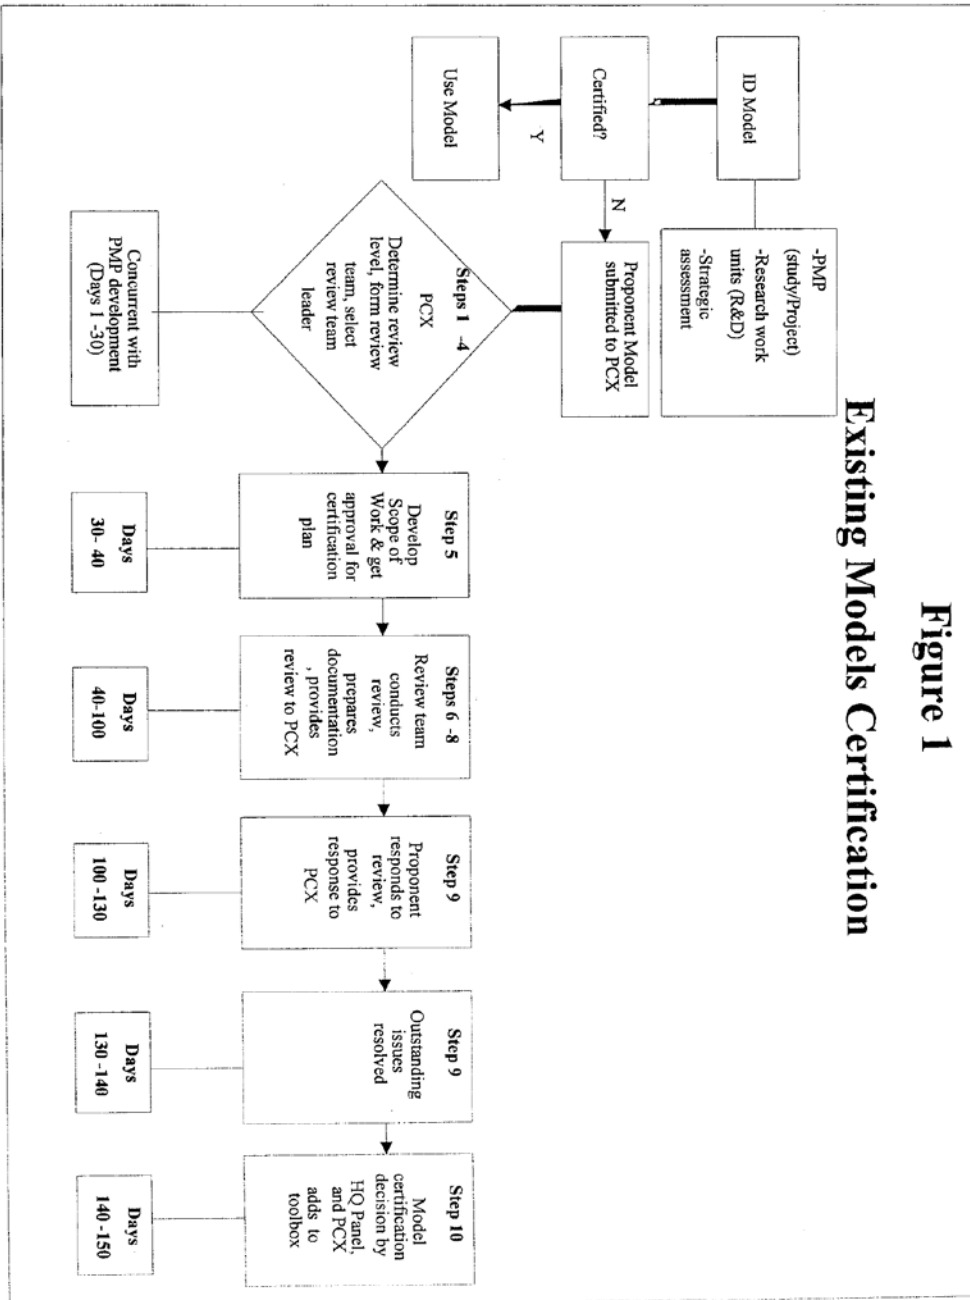 Figure 1
Existing Models Certification
ID Model
-PMP
(study/Project)
-Research work
units (R&D)
-Strategic
assessment
Certified?
N
Proponent Model
submitted to PCX
Y
Use Model
Steps 1 -4
PCX
Determine review
level, form review
team, select
review team
leader
Concurrent with
PMP development
(Days 1 -30)
Step 5
Develop
Scope of
Work & get
approval for
certification
plan
Days
30- 40
Steps 6 -8
Review team
conducts
review,
prepares
documentation
, provides
review to PCX
Days
40-100
Step 9
Proponent
responds to
review,
provides
response to
PCX
Days
100 -130
Step 9
Outstanding
issues
resolved
Days
130 -140
Step 10
Model
certification
decision by
HQ Panel,
and PCX
adds to
toolbox
Days
140 -150